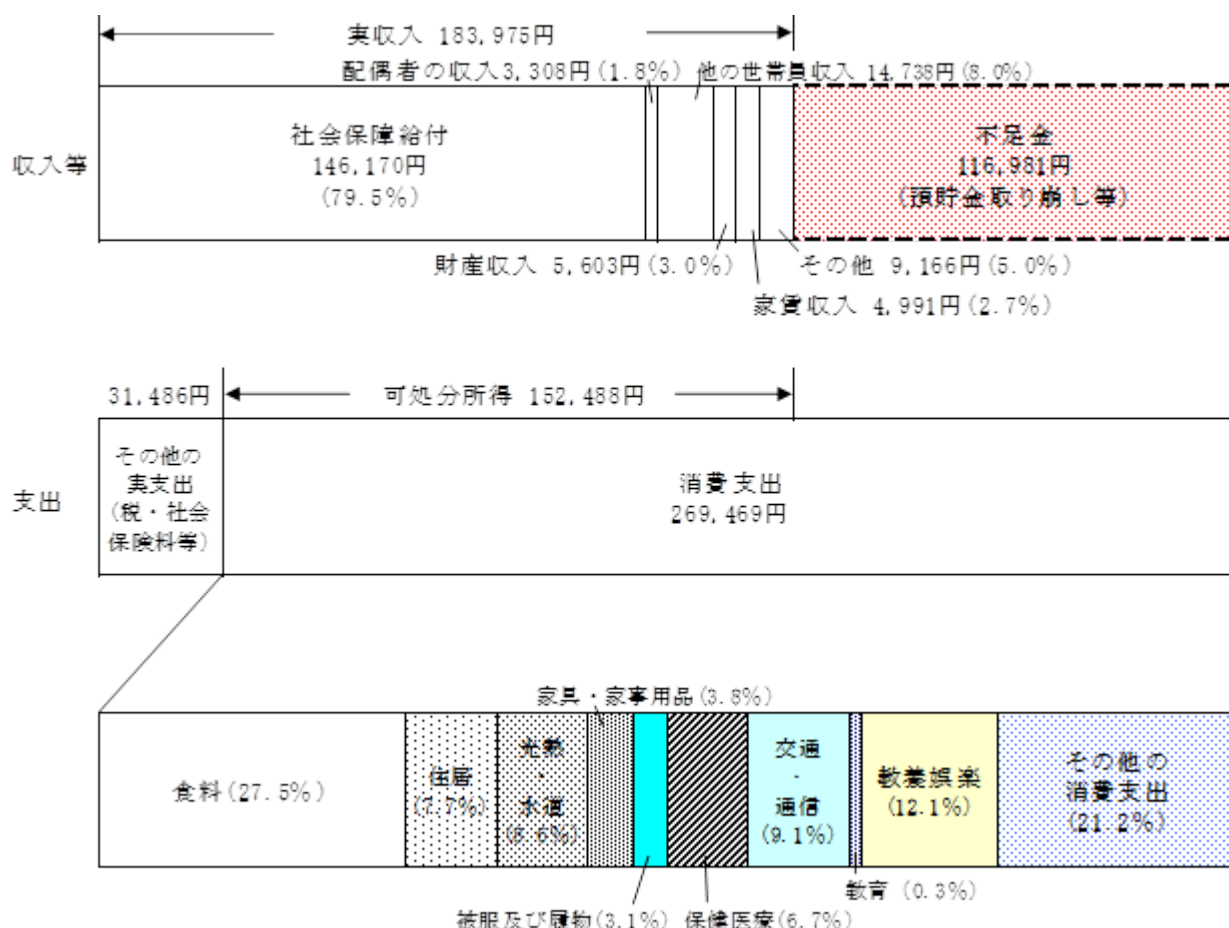 実収入 183,975円
配偶者の収入3,308円(1.8%) 他の世帯員収入 14,738円(8.0%)
収入等
社会保障給付
146,170円
(79.5%)
不足金
116,981円
(預貯金取り崩し等)
財産収入 5,603円(3.0%)
その他 9,166円(5.0%)
家賃収入 4,991円(2.7%)
31,486円
可処分所得 152,488円
支出
その他の
実支出
(税・社会
保険料等)
消費支出
269,469円
家具・家事用品(3.8%)
食料(27.5%)
住居
(7.7%)
光熱
・
水道
(8.6%)
交通
・
通信
(9.1%)
教養娯楽
(12.1%)
その他の
消費支出
(21.2%)
教育(0.3%)
被服及び履物(3.1%) 保健医療(6.7%)